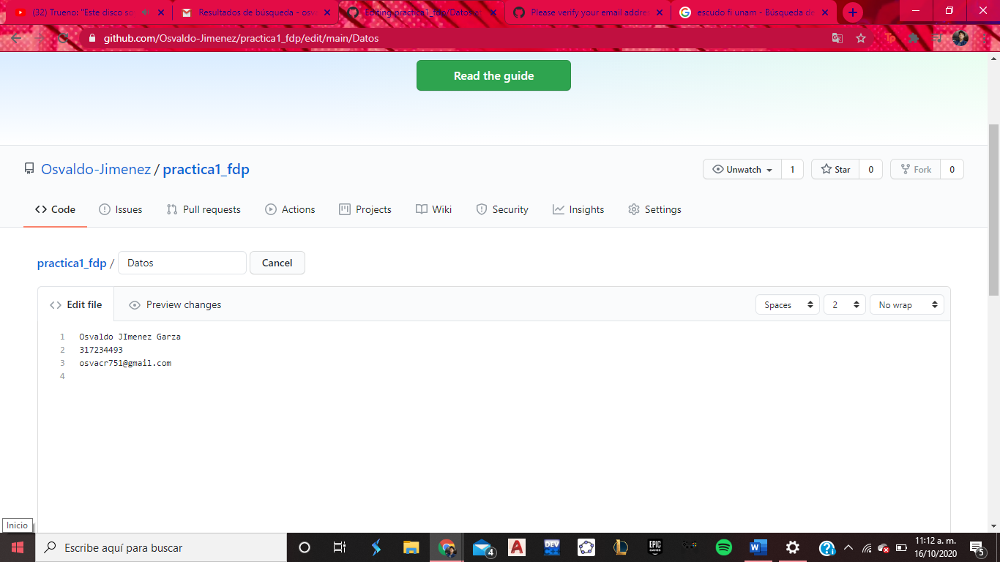 (32) Trueno: "Este disco so
Resultados de búsqueda - osv
Editing practica1_fdp/Datos at
Please verify your email addre
escudo fi unam - Búsqueda de
github.com/Osvaldo-Jimenez/practica1_fdp/edit/main/Datos
Read the guide
Osvaldo-Jimenez / practica1_fdp
Unwatch 1
Star 0
Fork 0
Code Issues Pull requests Actions Projects Wiki Security Insights Settings
practica1_fdp / Datos Cancel
Edit file Preview changes Spaces 2 No wrap
1 Osvaldo JImenez Garza
2 317234493
3 osvacr751@gmail.com
4
Inicio
Escribe aquí para buscar
4
DEV
EPIC GAMES
11:12 a. m.
16/10/2020
5